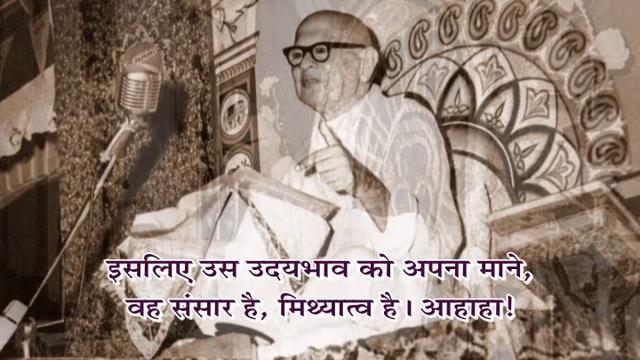 इसलिए उस उदयभाव को अपना माने,
वह संसार है, मिथ्यात्व है। आहाहा!